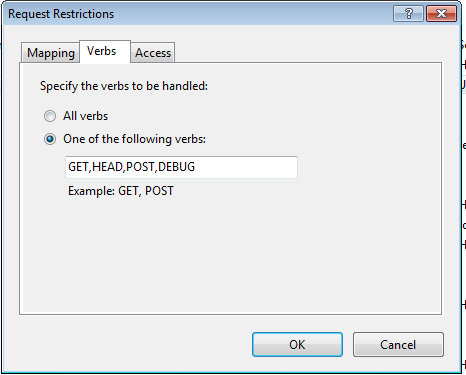 Request Restrictions
Mapping Verbs Access
Specify the verbs to be handled:
All verbs
One of the following verbs:
GET,HEAD,POST,DEBUG
Example: GET, POST
OK Cancel